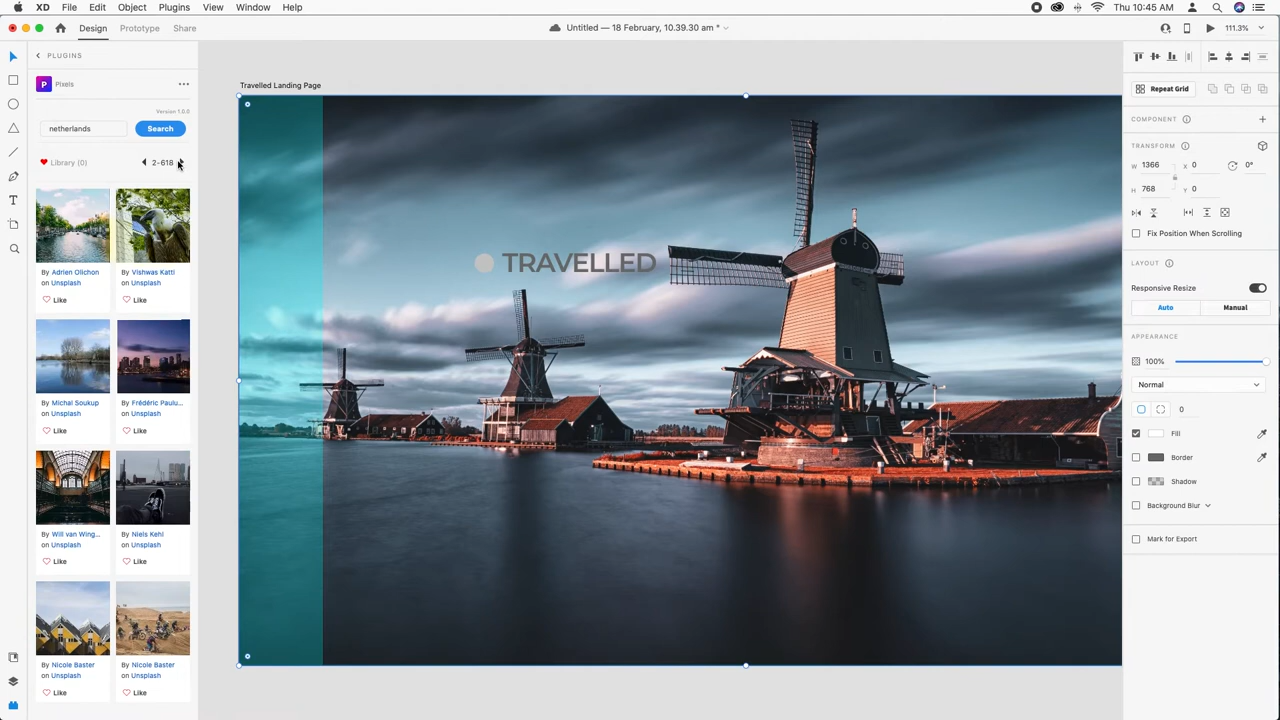 XD File Edit Object Plugins View Window Help
Thu 10:45 AM
Design Prototype Share
Untitled — 18 February, 10.39.30 am *
111.3%
PLUGINS
P Pixels
Version 1.0.0
netherlands Search
Library (0) 2-618
By Adrien Olichon
on Unsplash
Like
By Vishwas Katti
on Unsplash
Like
By Michal Soukup
on Unsplash
Like
By Frédéric Paulu...
on Unsplash
Like
By Will van Wing...
on Unsplash
Like
By Niels Kehl
on Unsplash
Like
By Nicole Baster
on Unsplash
Like
By Nicole Baster
on Unsplash
Like
Travelled Landing Page
TRAVELLED
Repeat Grid
COMPONENT
TRANSFORM
W 1366 X 0 0°
H 768 Y 0
Fix Position When Scrolling
LAYOUT
Responsive Resize
Auto Manual
APPEARANCE
100%
Normal
0
Fill
Border
Shadow
Background Blur
Mark for Export